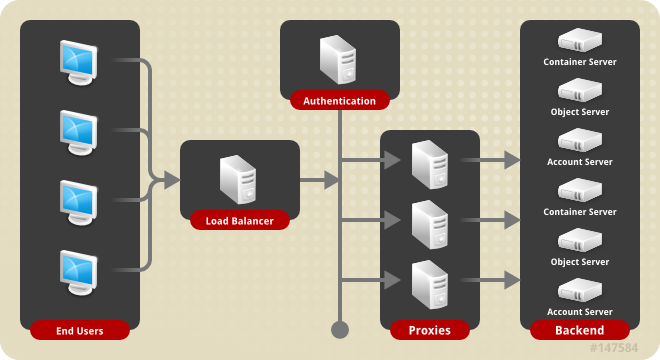 Authentication
Container Server
Object Server
Account Server
Container Server
Object Server
Account Server
Load Balancer
End Users
Proxies
Backend
#147584